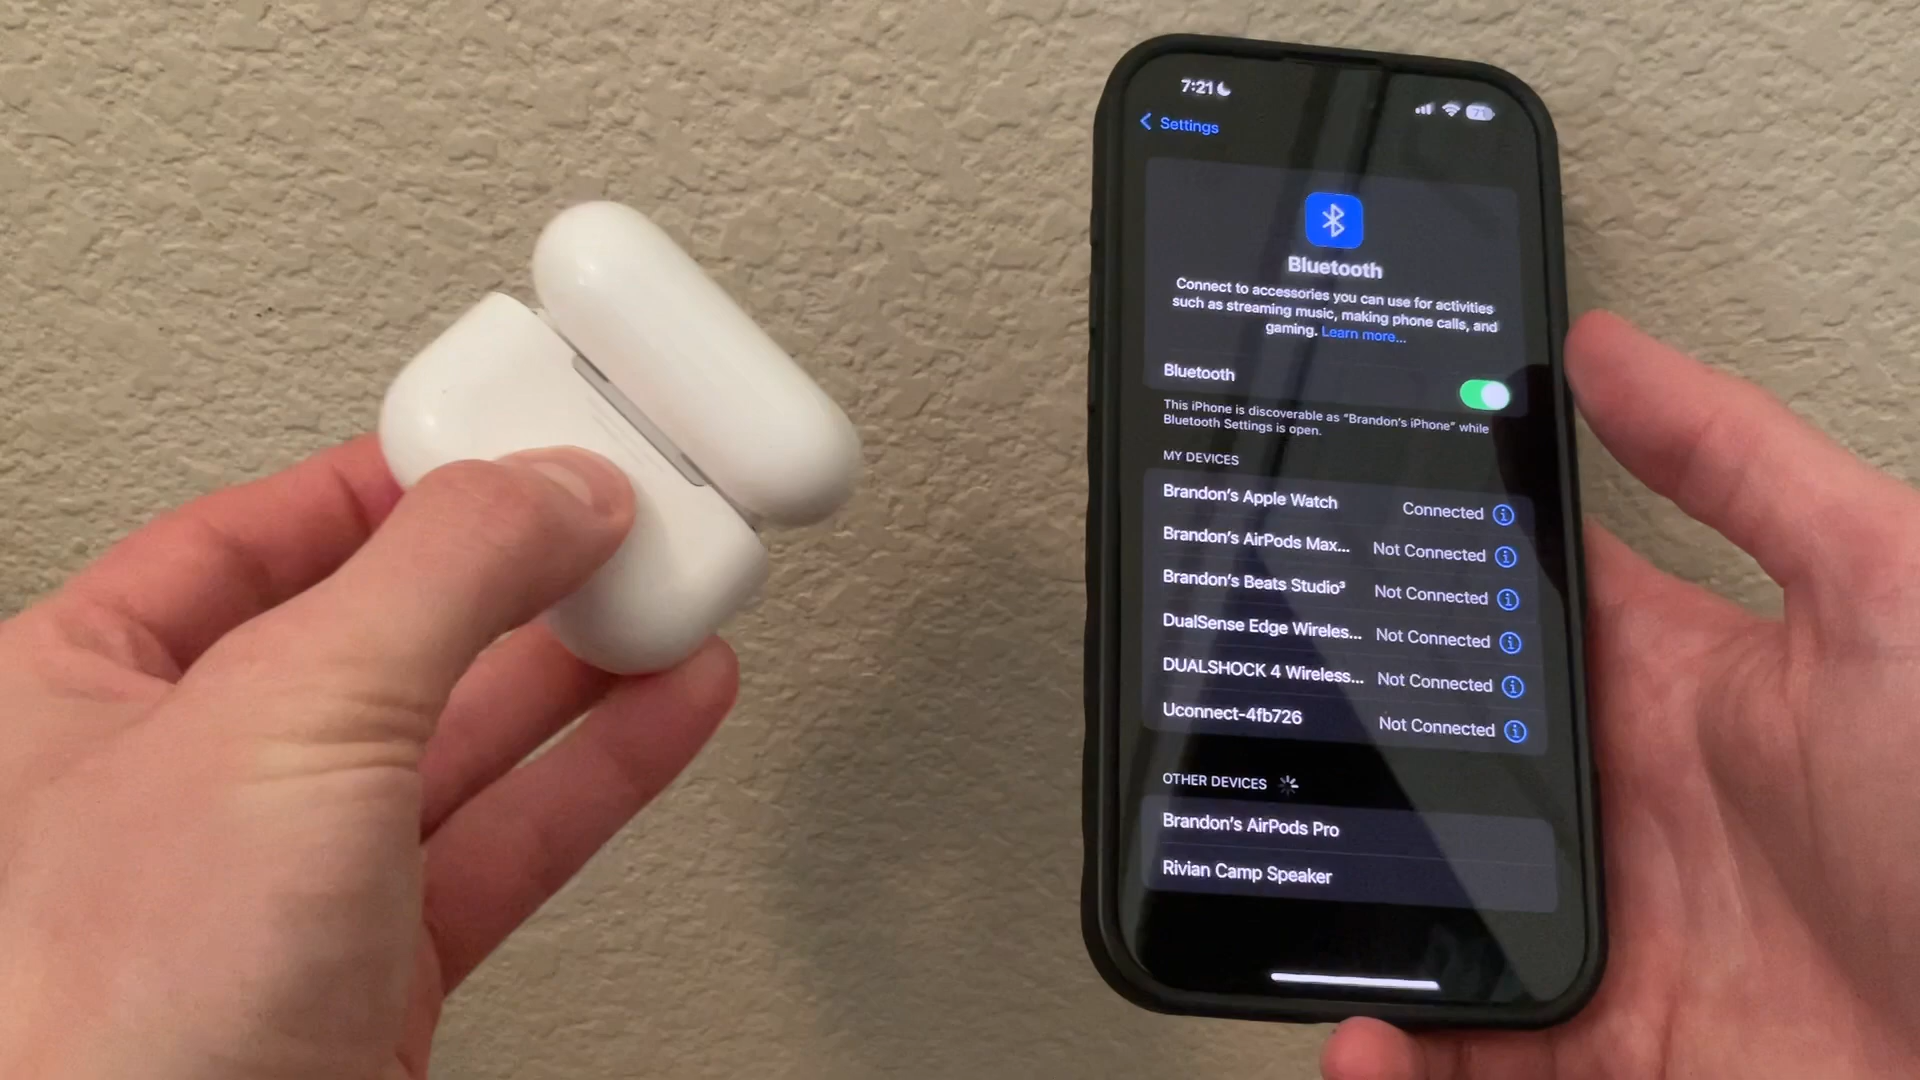 7:21
71
Settings
Bluetooth
Connect to accessories you can use for activities
such as streaming music, making phone calls, and
gaming. Learn more...
Bluetooth
This iPhone is discoverable as “Brandon’s iPhone” while
Bluetooth Settings is open.
MY DEVICES
Brandon’s Apple Watch Connected
Brandon’s AirPods Max... Not Connected
Brandon’s Beats Studio³ Not Connected
DualSense Edge Wireles... Not Connected
DUALSHOCK 4 Wireless... Not Connected
Uconnect-4fb726 Not Connected
OTHER DEVICES
Brandon’s AirPods Pro
Rivian Camp Speaker